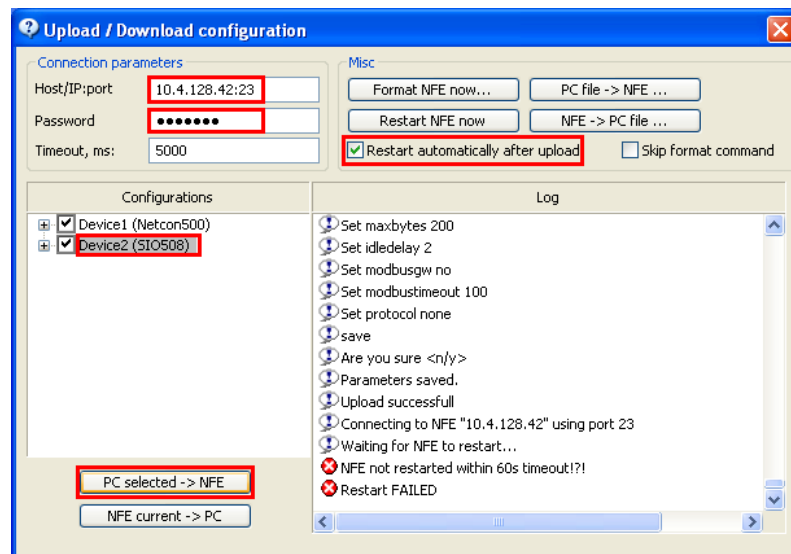 Upload / Download configuration
Connection parameters
Host/IP:port 10.4.128.42:23
Password
Timeout, ms: 5000
Misc
Format NFE now... PC file -> NFE ...
Restart NFE now NFE -> PC file ...
Restart automatically after upload Skip format command
Configurations
Device1 (Netcon500)
Device2 (SIO508)
PC selected -> NFE
NFE current -> PC
Log
Set maxbytes 200
Set idledelay 2
Set modbusgw no
Set modbustimeout 100
Set protocol none
save
Are you sure <n/y>
Parameters saved.
Upload successfull
Connecting to NFE "10.4.128.42" using port 23
Waiting for NFE to restart...
NFE not restarted within 60s timeout!?!
Restart FAILED